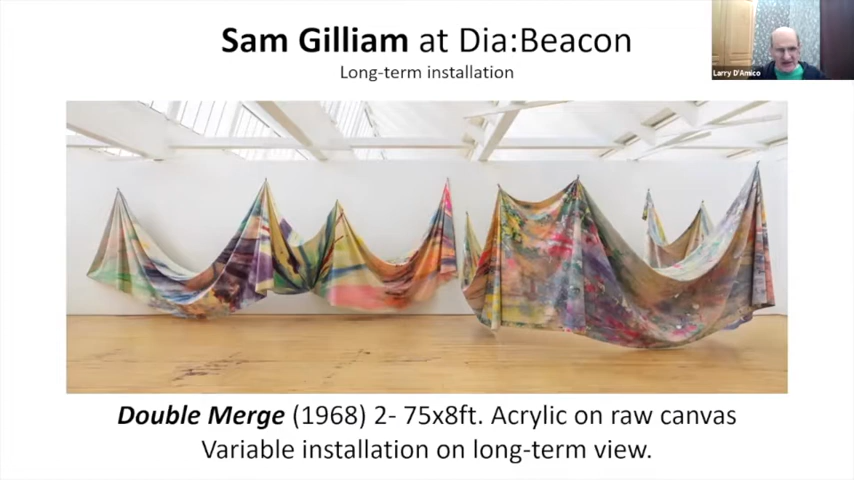 Sam Gilliam at Dia:Beacon
Long-term installation
Larry D'Amico
Double Merge (1968) 2- 75x8ft. Acrylic on raw canvas
Variable installation on long-term view.